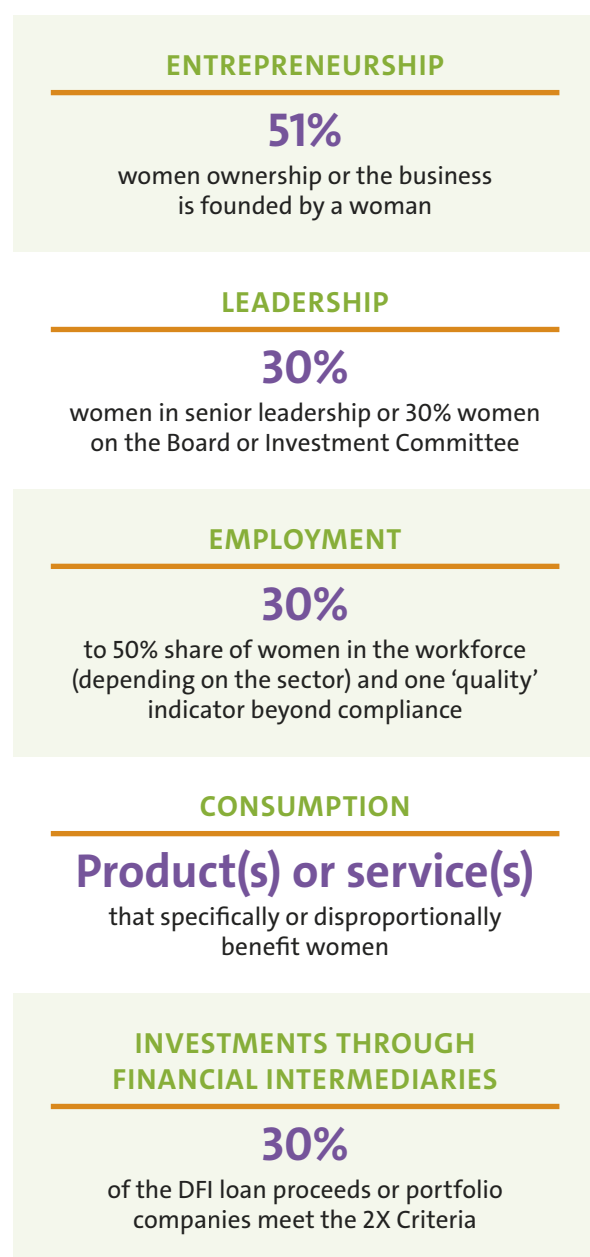 ENTREPRENEURSHIP
51%
women ownership or the business
is founded by a woman
LEADERSHIP
30%
women in senior leadership or 30% women
on the Board or Investment Committee
EMPLOYMENT
30%
to 50% share of women in the workforce
(depending on the sector) and one ‘quality’
indicator beyond compliance
CONSUMPTION
Product(s) or service(s)
that specifically or disproportionally
benefit women
INVESTMENTS THROUGH
FINANCIAL INTERMEDIARIES
30%
of the DFI loan proceeds or portfolio
companies meet the 2X Criteria